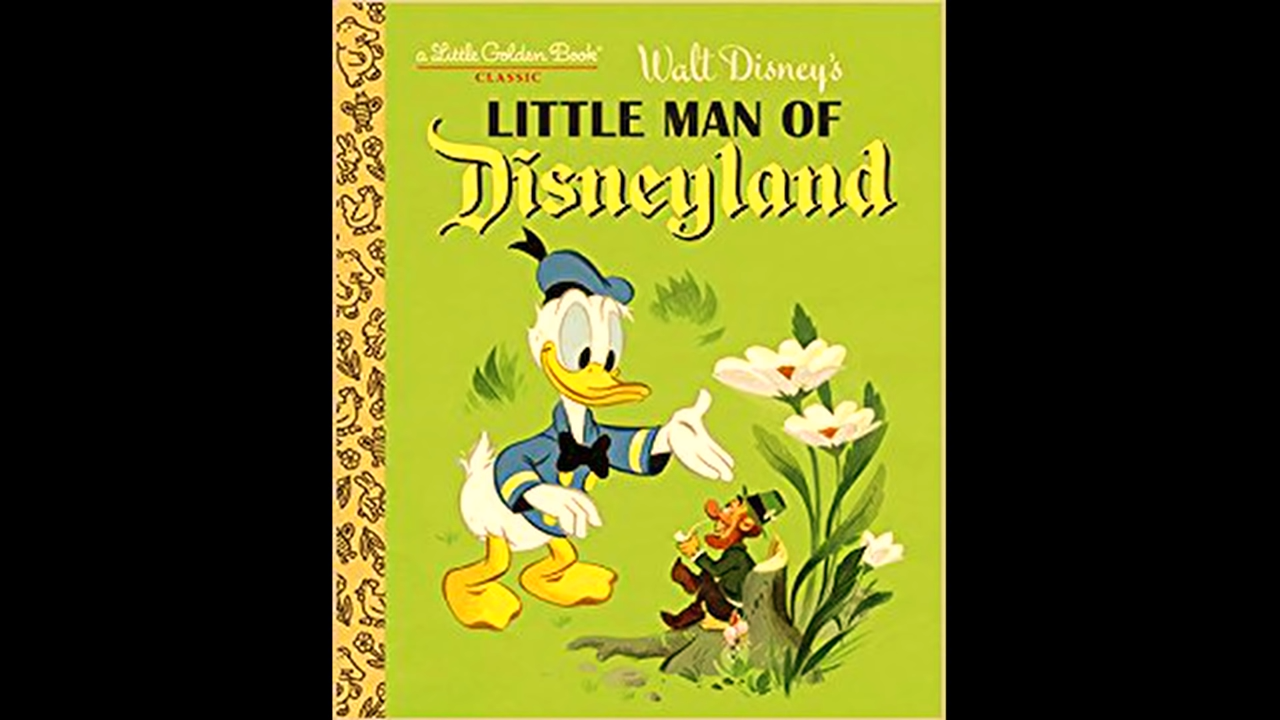 a Little Golden Book®
CLASSIC
Walt Disney's
LITTLE MAN OF
Disneyland